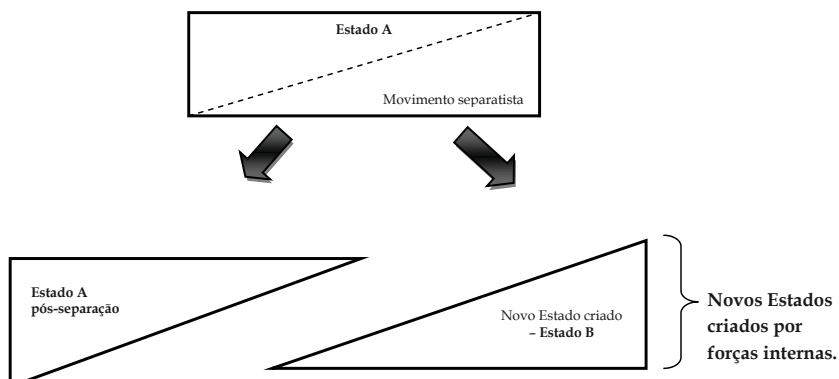 Estado A
Movimento separatista
Estado A
pós-separação
Novo Estado criado
– Estado B
Novos Estados
criados por
forças internas.